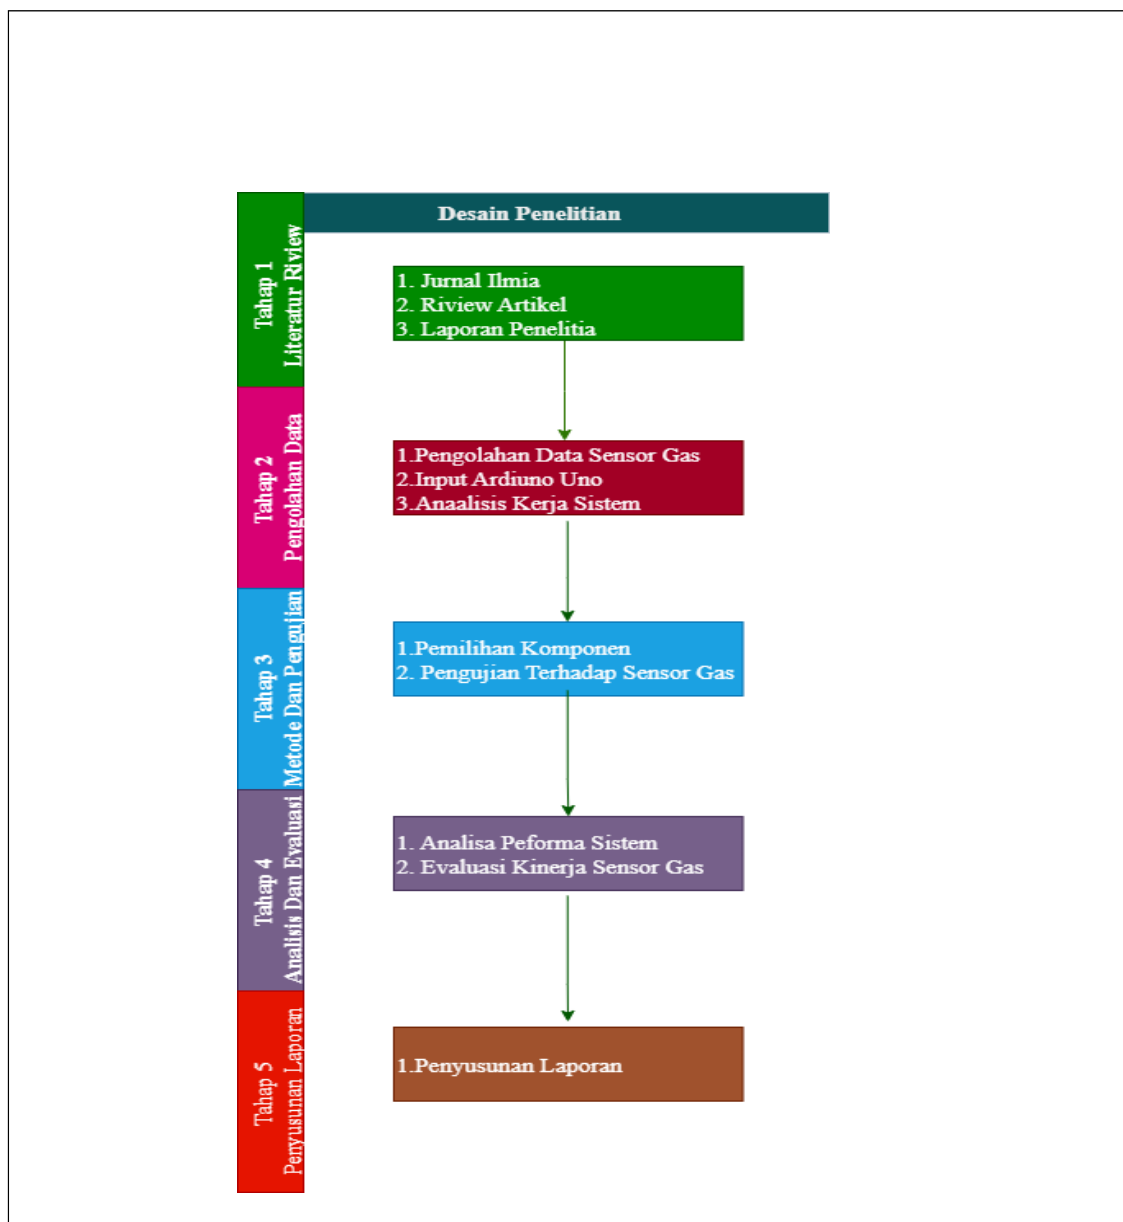 Desain Penelitian
Tahap 1
Literatur Riview
1. Jurnal Ilmia
2. Riview Artikel
3. Laporan Penelitia
Tahap 2
Pengolahan Data
1.Pengolahan Data Sensor Gas
2.Input Ardiuno Uno
3.Anaalisis Kerja Sistem
Tahap 3
Metode Dan Pengujian
1.Pemilihan Komponen
2. Pengujian Terhadap Sensor Gas
Tahap 4
Analisis Dan Evaluasi
1. Analisa Peforma Sistem
2. Evaluasi Kinerja Sensor Gas
Tahap 5
Penyusunan Laporan
1.Penyusunan Laporan